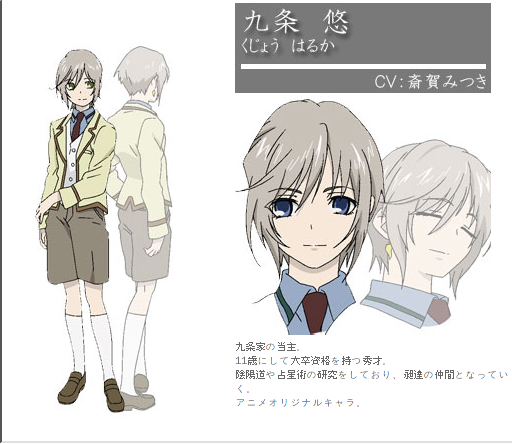 九条　悠
くじょう　はるか
CV：斎賀みつき
九条家の当主。
11歳にして大卒資格を持つ秀才。
陰陽道や占星術の研究をしており、昶達の仲間となってい
く。
アニメオリジナルキャラ。